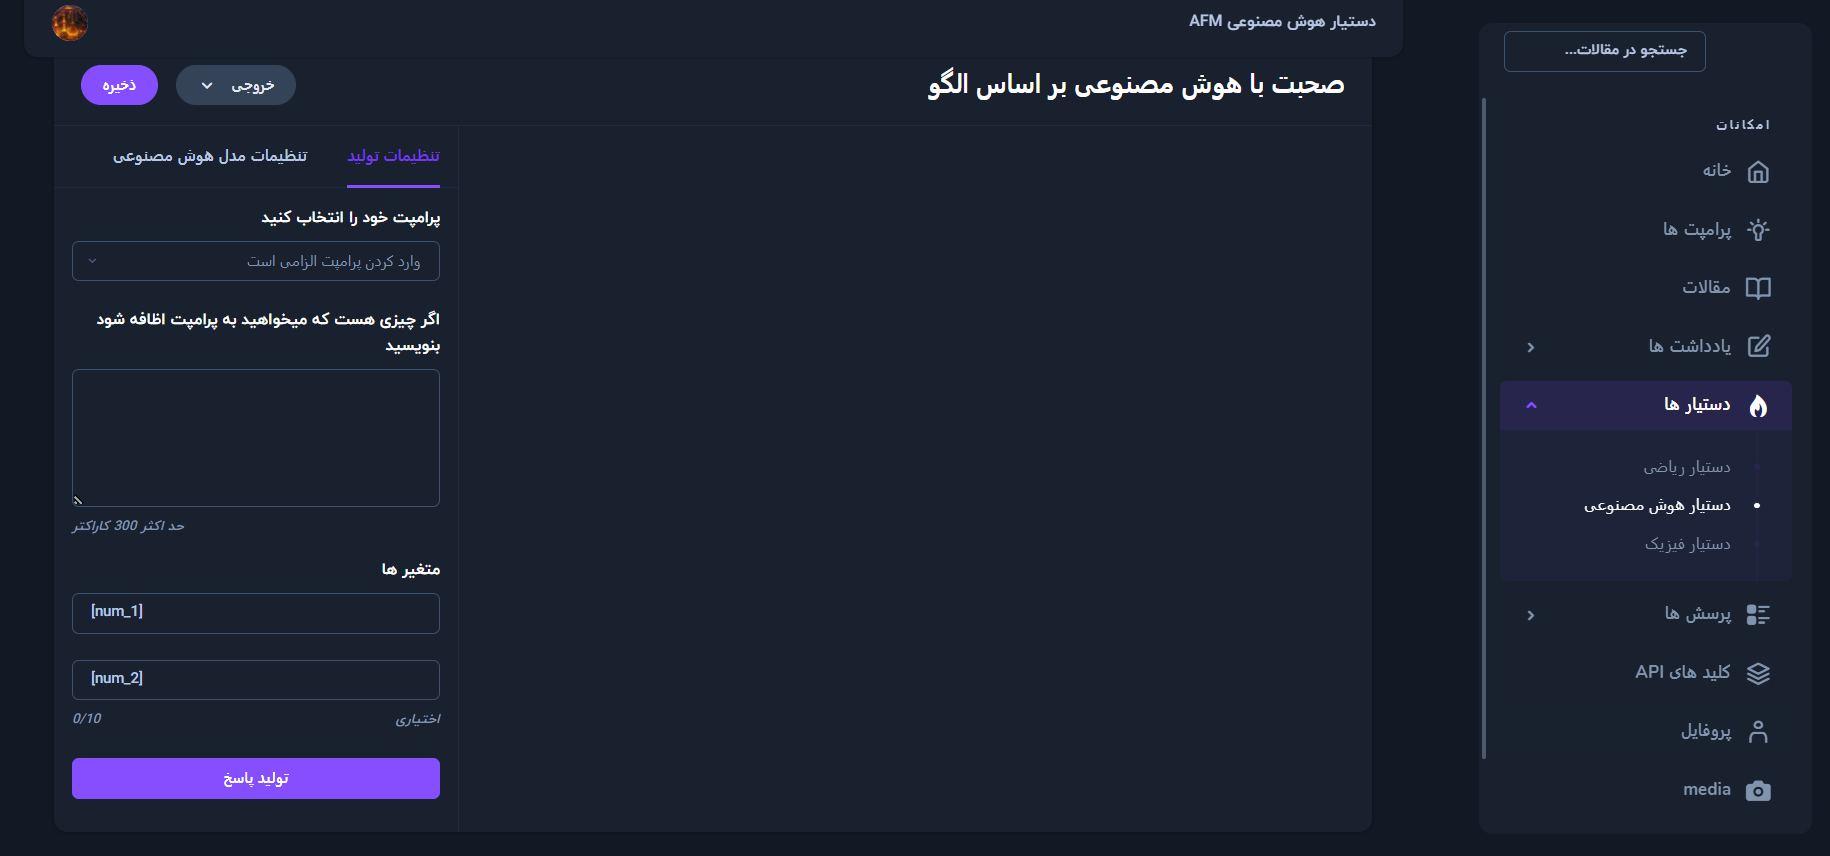 دستیار هوش مصنوعی AFM
جستجو در مقالات...
امکانات
خانه
پرامپت ها
مقالات
یادداشت ها
دستیار ها
دستیار ریاضی
دستیار هوش مصنوعی
دستیار فیزیک
پرسش ها
کلید های API
پروفایل
media
صحبت با هوش مصنوعی بر اساس الگو
خروجی
ذخیره
تنظیمات تولید
تنظیمات مدل هوش مصنوعی
پرامپت خود را انتخاب کنید
وارد کردن پرامپت الزامی است
اگر چیزی هست که میخواهید به پرامپت اظافه شود
بنویسید
حد اکثر 300 کاراکتر
متغیر ها
[num_1]
[num_2]
اختیاری
0/10
تولید پاسخ